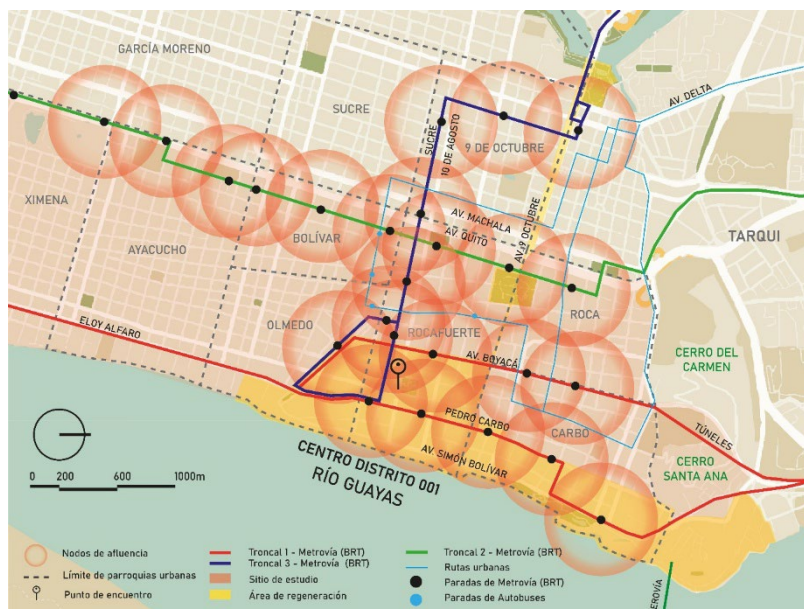 GARCÍA MORENO
SUCRE
AV. DELTA
SUCRE
10 DE AGOSTO
9 DE OCTUBRE
XIMENA
AV. MACHALA
AV. QUITO
AV. 9 OCTUBRE
TARQUI
AYACUCHO
BOLÍVAR
ROCA
ELOY ALFARO
OLMEDO
ROCAFUERTE
AV. BOYACÁ
CERRO DEL
CARMEN
PEDRO CARBO
CARBO
TÚNELES
AV. SIMÓN BOLÍVAR
CERRO
SANTA ANA
CENTRO DISTRITO 001
RÍO GUAYAS
0 200 600 1000m
Nodos de afluencia
Límite de parroquias urbanas
Punto de encuentro
Troncal 1 - Metrovía (BRT)
Troncal 3 - Metrovía (BRT)
Sitio de estudio
Área de regeneración
Troncal 2 - Metrovía (BRT)
Rutas urbanas
Paradas de Metrovía (BRT)
Paradas de Autobuses
EROVÍA